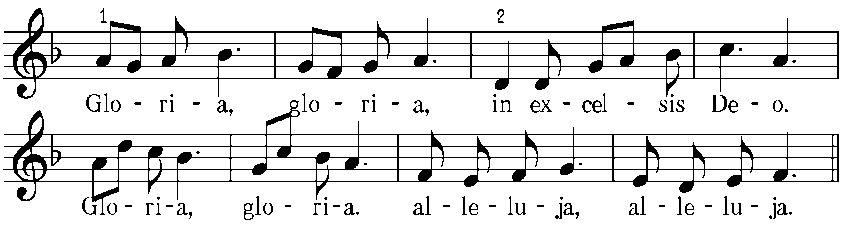 1 2
Glo - ri - a, glo - ri - a, in ex - cel - sis De - o.
Glo - ri - a, glo - ri - a. al - le - lu - ja, al - le - lu - ja.